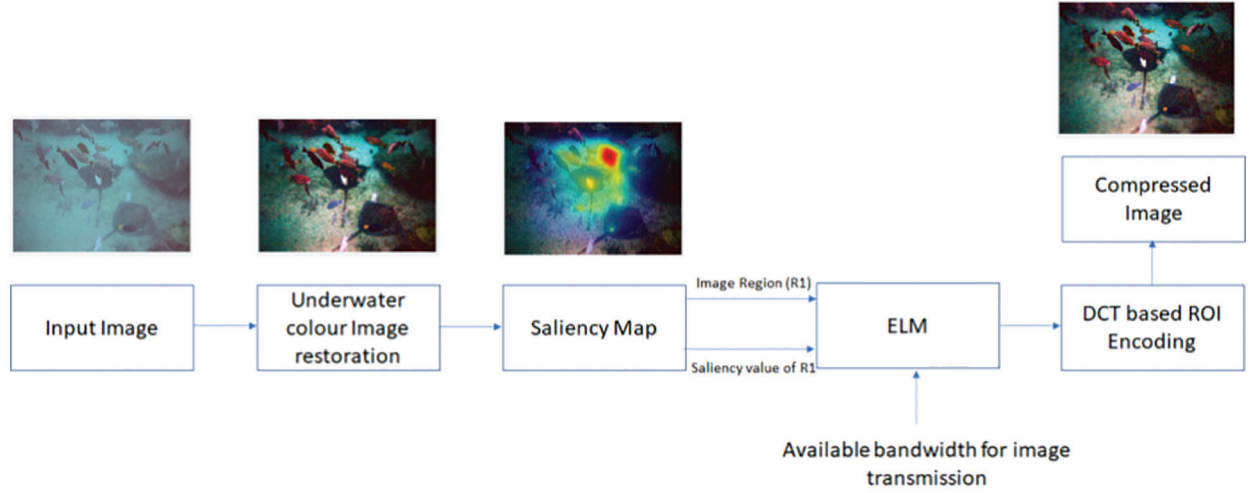 Input Image
Underwater
colour Image
restoration
Saliency Map
Image Region (R1)
Saliency value of R1
ELM
Available bandwidth for image
transmission
DCT based ROI
Encoding
Compressed
Image